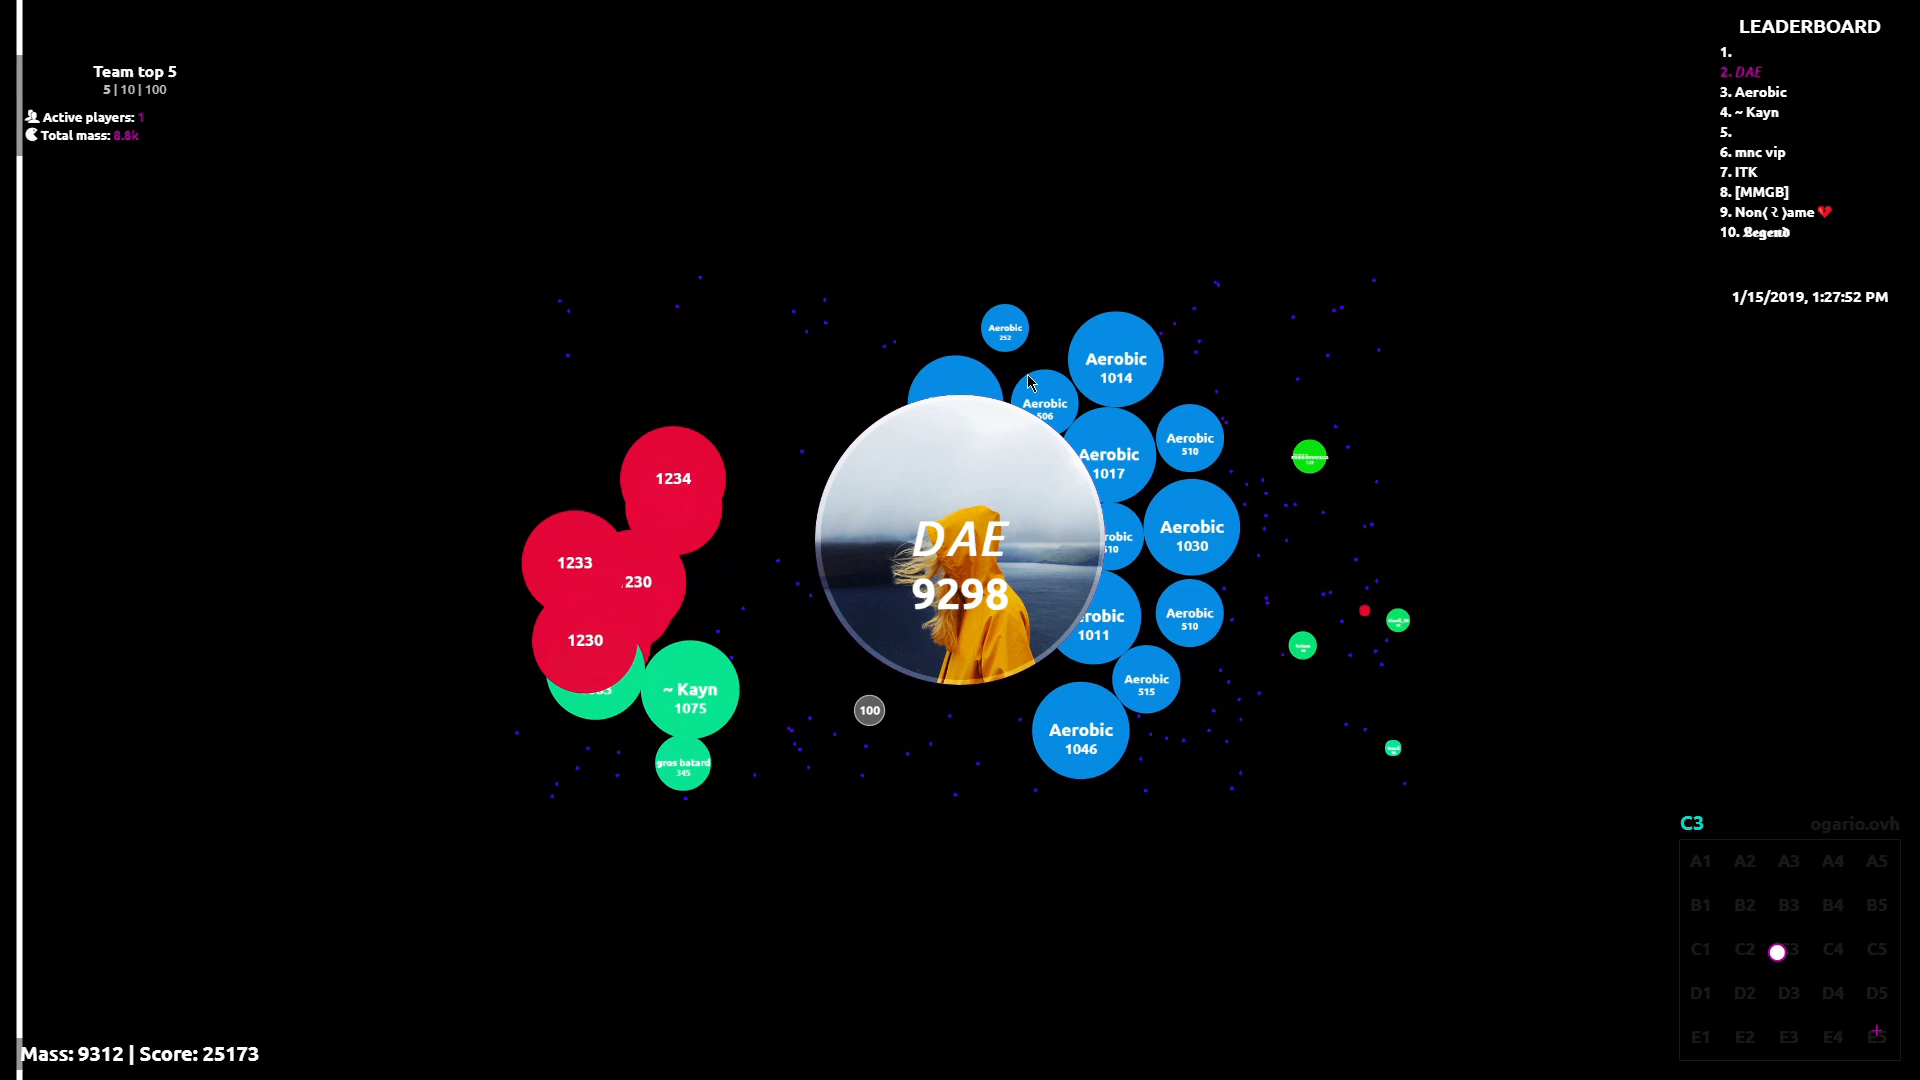 Team top 5
5|10|100
Active players: 1
Total mass: 8.8k
LEADERBOARD
1.
2. DAE
3. Aerobic
4. ~ Kayn
5.
6. mnc vip
7. ITK
8. [MMGB]
10. 𝕷𝖊𝖌𝖊𝖓𝖉
1/15/2019, 1:27:52 PM
Aerobic
252
Aerobic
1014
Aerobic
506
Aerobic
510
Aerobic
1017
1234
Aerobic
1030
DAE
9298
1233
1230
Aerobic
510
1011
Aerobic
515
~ Kayn
1075
100
Aerobic
1046
gros batard
345
C3
ogario.ovh
A1 A2 A3 A4 A5
B1 B2 B3 B4 B5
C1 C2 C3 C4 C5
D1 D2 D3 D4 D5
E1 E2 E3 E4 E5
Mass: 9312 | Score: 25173